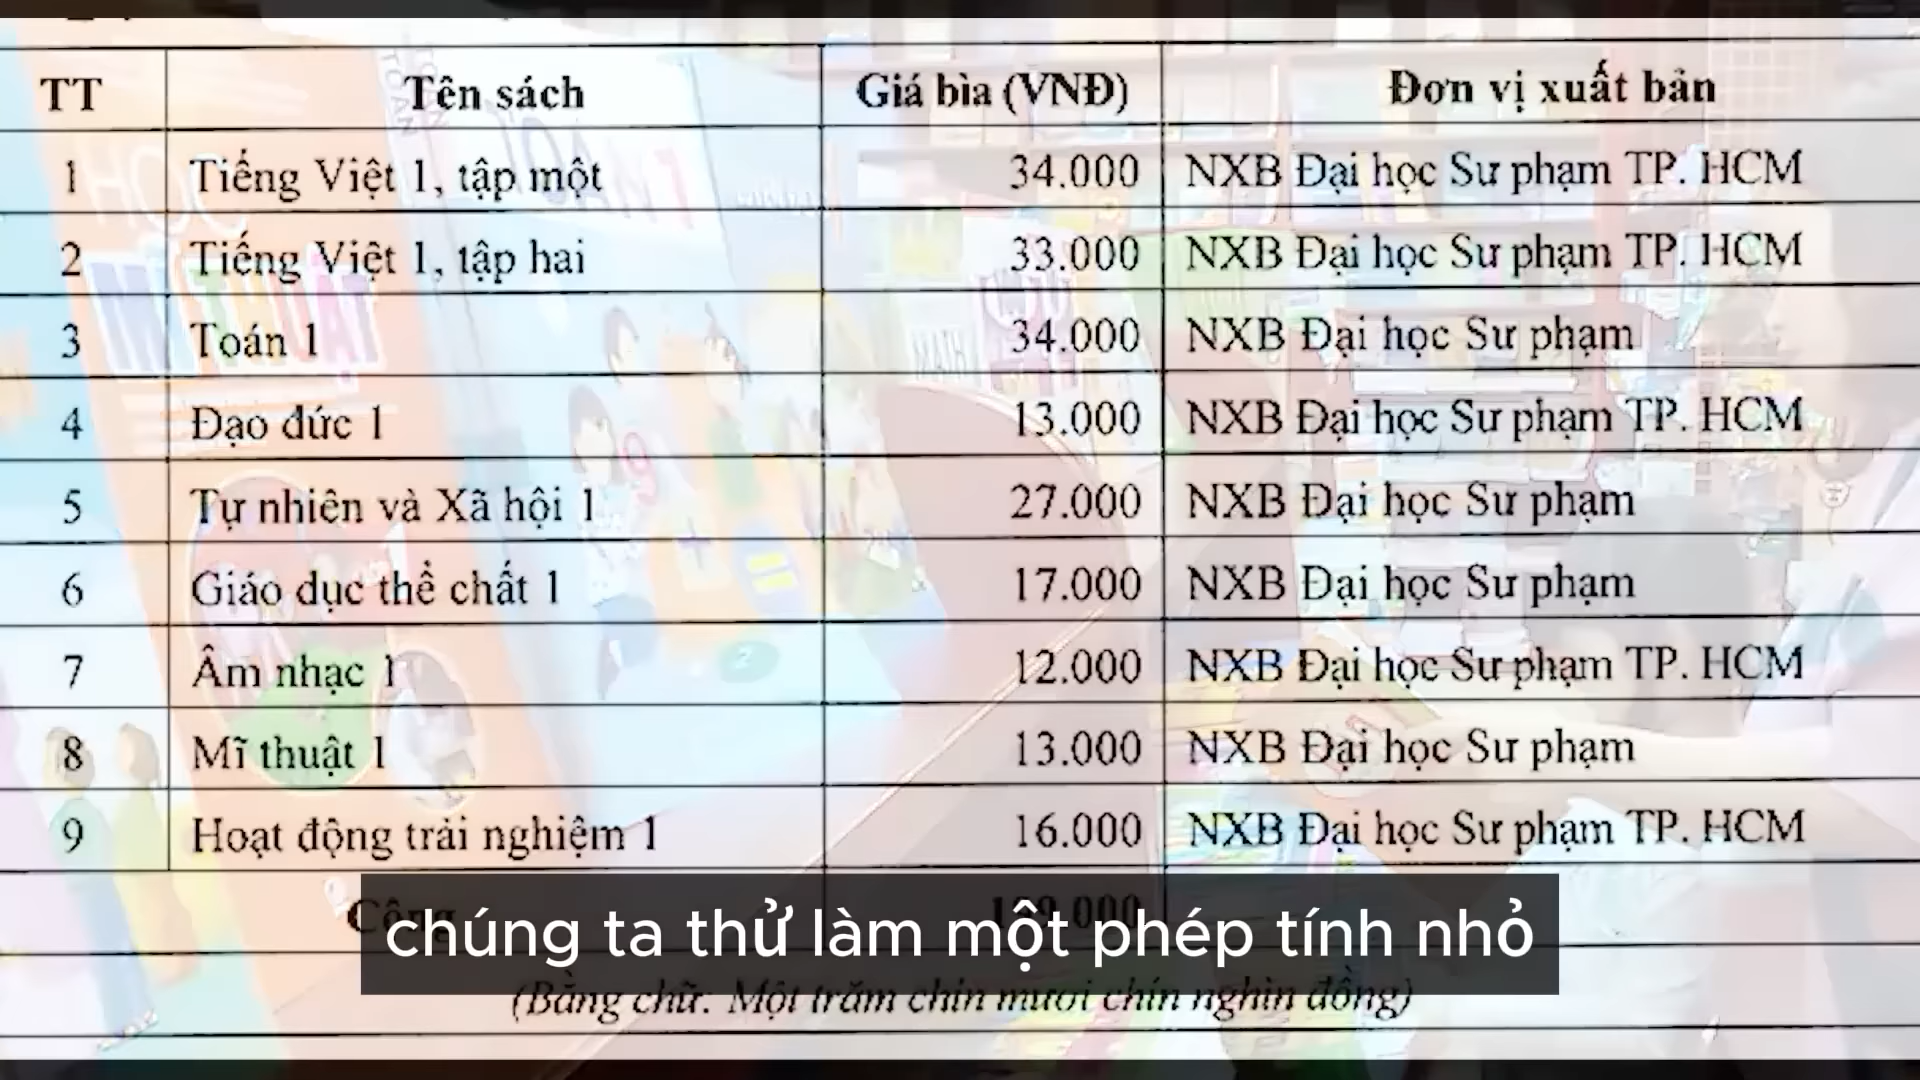 TT Tên sách Giá bìa (VNĐ) Đơn vị xuất bản
1 Tiếng Việt 1, tập một 34.000 NXB Đại học Sư phạm TP. HCM
2 Tiếng Việt 1, tập hai 33.000 NXB Đại học Sư phạm TP. HCM
3 Toán 1 34.000 NXB Đại học Sư phạm
4 Đạo đức 1 13.000 NXB Đại học Sư phạm TP. HCM
5 Tự nhiên và Xã hội 1 27.000 NXB Đại học Sư phạm
6 Giáo dục thể chất 1 17.000 NXB Đại học Sư phạm
7 Âm nhạc 1 12.000 NXB Đại học Sư phạm TP. HCM
8 Mĩ thuật 1 13.000 NXB Đại học Sư phạm
9 Hoạt động trải nghiệm 1 16.000 NXB Đại học Sư phạm TP. HCM
Cộng 199.000
chúng ta thử làm một phép tính nhỏ
(Bằng chữ: Một trăm chín mươi chín nghìn đồng)